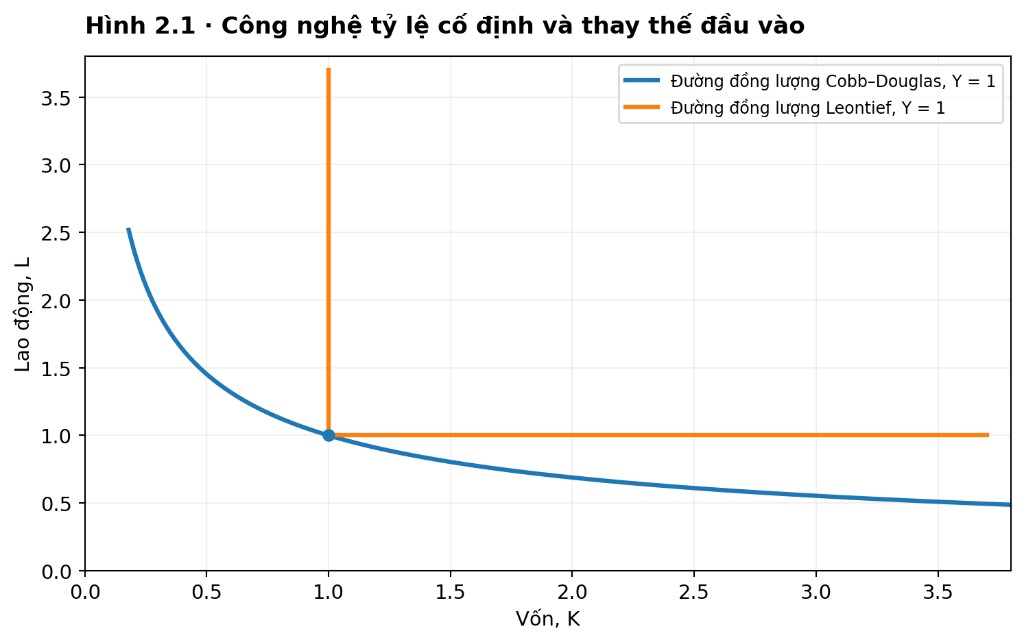 Hình 2.1 · Công nghệ tỷ lệ cố định và thay thế đầu vào
Đường đồng lượng Cobb–Douglas, Y = 1
Đường đồng lượng Leontief, Y = 1
Lao động, L
3.5
3.0
2.5
2.0
1.5
1.0
0.5
0.0
0.0 0.5 1.0 1.5 2.0 2.5 3.0 3.5
Vốn, K